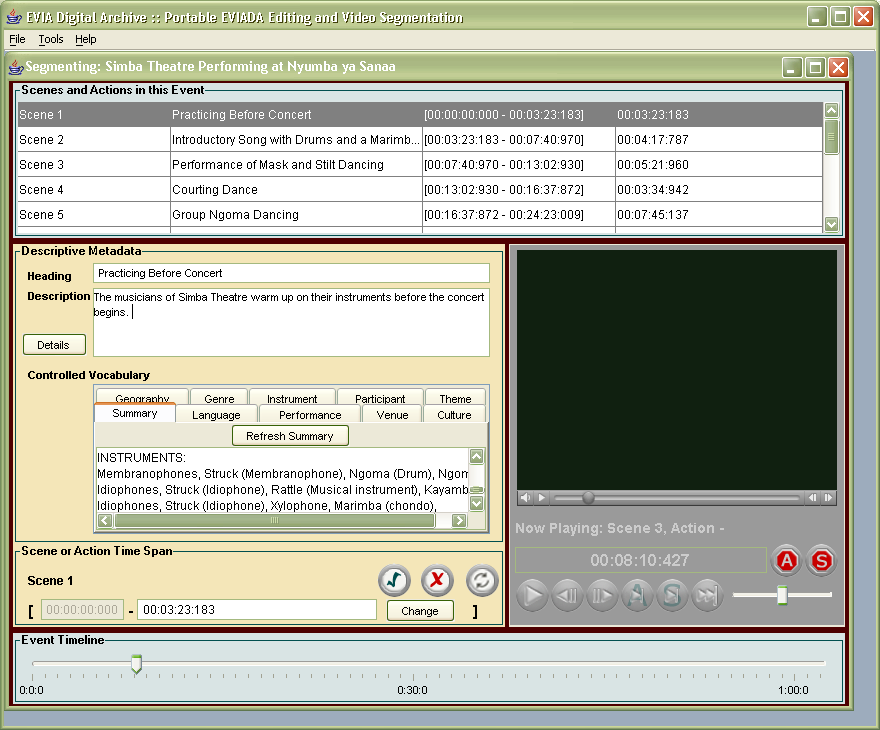 EVIA Digital Archive :: Portable EVIADA Editing and Video Segmentation
File Tools Help
Segmenting: Simba Theatre Performing at Nyumba ya Sanaa
Scenes and Actions in this Event
Scene 1 Practicing Before Concert [00:00:00:000 - 00:03:23:183] 00:03:23:183
Scene 2 Introductory Song with Drums and a Marimb... [00:03:23:183 - 00:07:40:970] 00:04:17:787
Scene 3 Performance of Mask and Stilt Dancing [00:07:40:970 - 00:13:02:930] 00:05:21:960
Scene 4 Courting Dance [00:13:02:930 - 00:16:37:872] 00:03:34:942
Scene 5 Group Ngoma Dancing [00:16:37:872 - 00:24:23:009] 00:07:45:137
Descriptive Metadata
Heading Practicing Before Concert
Description The musicians of Simba Theatre warm up on their instruments before the concert
begins.
Details
Controlled Vocabulary
Geography Genre Instrument Participant Theme
Summary Language Performance Venue Culture
Refresh Summary
INSTRUMENTS:
Membranophones, Struck (Membranophone), Ngoma (Drum), Ngom
Idiophones, Struck (Idiophone), Rattle (Musical instrument), Kayamb
Idiophones, Struck (Idiophone), Xylophone, Marimba (chondo),
Now Playing: Scene 3, Action -
00:08:10:427 A S
A S
Scene or Action Time Span
Scene 1
[ 00:00:00:000 - 00:03:23:183 Change ]
Event Timeline
0:0:0 0:30:0 1:00:0